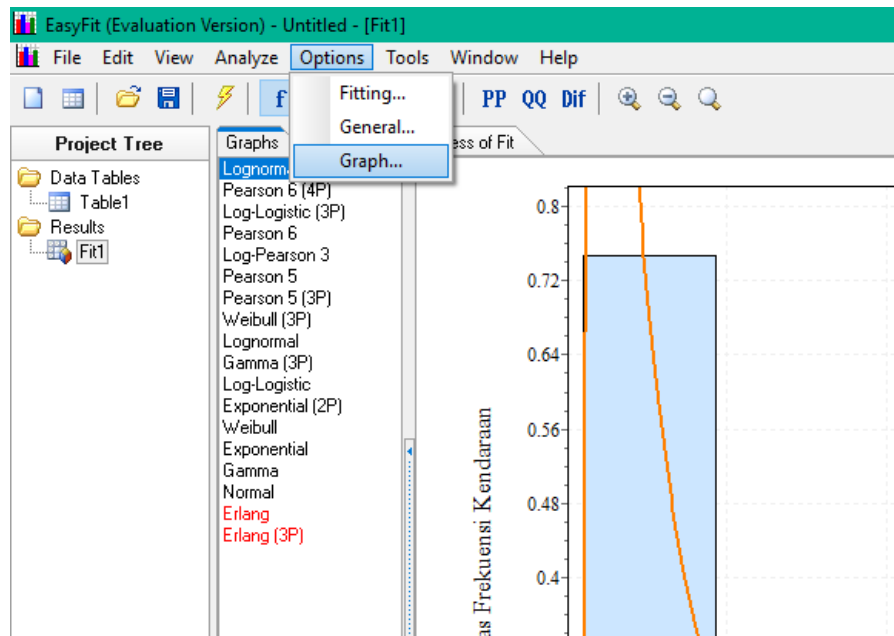 EasyFit (Evaluation Version) - Untitled - [Fit1]
File Edit View Analyze Options Tools Window Help
f PP QQ Dif
Fitting...
General...
Graph...
Project Tree
Data Tables
Table1
Results
Fit1
Graphs of Fit
Pearson 6 (4P)
Log-Logistic (3P)
Pearson 6
Log-Pearson 3
Pearson 5
Pearson 5 (3P)
Weibull (3P)
Lognormal
Gamma (3P)
Log-Logistic
Exponential (2P)
Weibull
Exponential
Gamma
Normal
Erlang
Erlang (3P)
0.8
0.72
0.64
0.56
0.48
0.4
Frekuensi Kendaraan